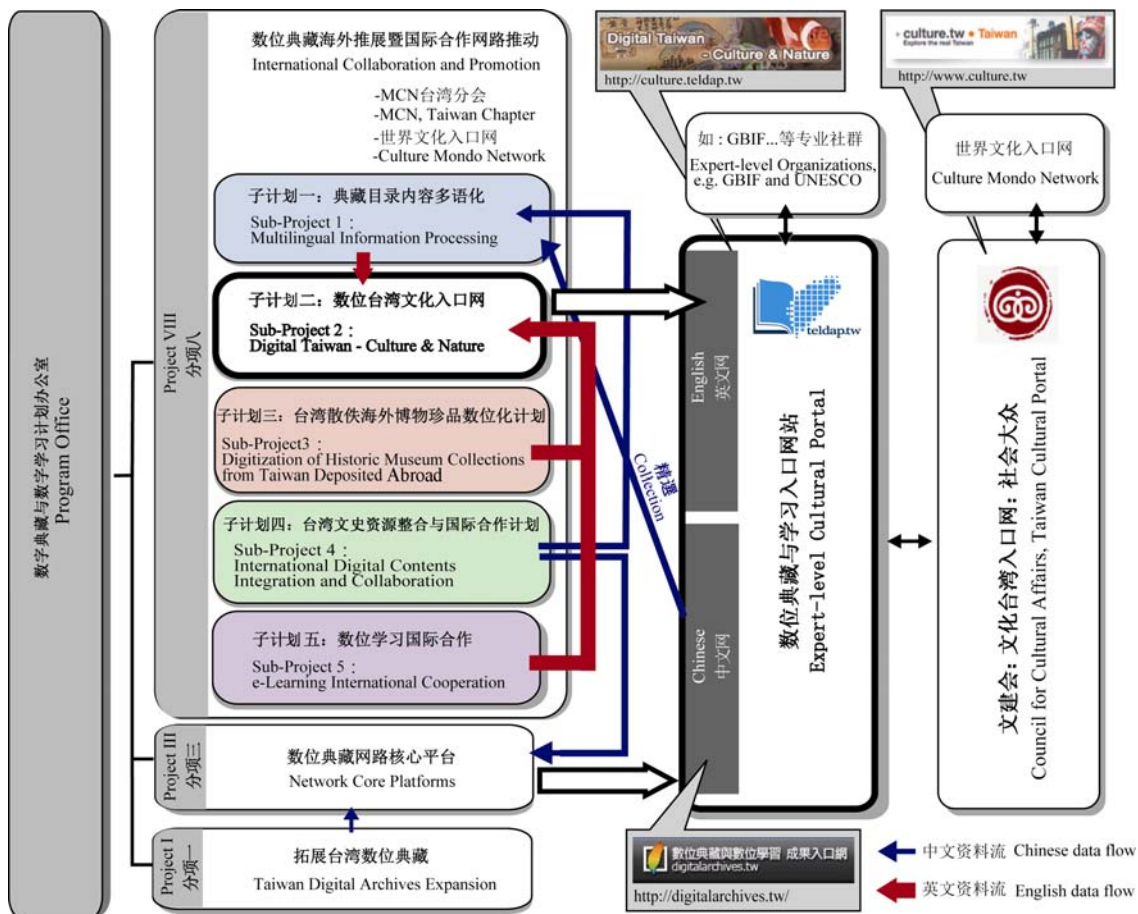 数字典藏与数字学习计划办公室
Program Office
Project VIII
分项八
数位典藏海外推展暨国际合作网路推动
International Collaboration and Promotion
-MCN台湾分会
-MCN, Taiwan Chapter
-世界文化入口网
-Culture Mondo Network
子计划一：典藏目录内容多语化
Sub-Project 1：
Multilingual Information Processing
子计划二：数位台湾文化入口网
Sub-Project 2：
Digital Taiwan - Culture & Nature
子计划三：台湾散佚海外博物珍品数位化计划
Sub-Project3：
Digitization of Historic Museum Collections
from Taiwan Deposited Abroad
子计划四：台湾文史资源整合与国际合作计划
Sub-Project 4：
International Digital Contents
Integration and Collaboration
子计划五：数位学习国际合作
Sub-Project 5：
e-Learning International Cooperation
Project III
分项三
数位典藏网路核心平台
Network Core Platforms
Project I
分项一
拓展台湾数位典藏
Taiwan Digital Archives Expansion
精選
Collection
Digital Taiwan
- Culture & Nature
http://culture.teldap.tw
如：GBIF...等专业社群
Expert-level Organizations,
e.g. GBIF and UNESCO
English
英文网
Chinese
中文网
teldap.tw
数位典藏与学习入口网站
Expert-level Cultural Portal
數位典藏與數位學習 成果入口網
digitalarchives.tw
http://digitalarchives.tw/
culture.tw • Taiwan
Explore the real Taiwan
http://www.culture.tw
世界文化入口网
Culture Mondo Network
文建会：文化台湾入口网：社会大众
Council for Cultural Affairs, Taiwan Cultural Portal
中文资料流 Chinese data flow
英文资料流 English data flow